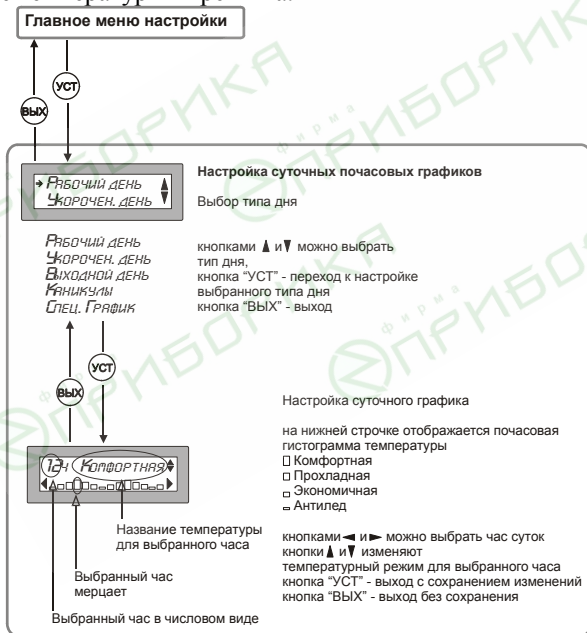 Главное меню настройки
УСТ
ВЫХ
Рабочий день
Укорочен. день
Настройка суточных почасовых графиков
Выбор типа дня
Рабочий день
Укорочен. день
Выходной день
Каникулы
Спец. График
кнопками и можно выбрать
тип дня,
кнопка “УСТ” - переход к настройке
выбранного типа дня
кнопка “ВЫХ” - выход
УСТ
ВЫХ
12ч Комфортная
Настройка суточного графика
на нижней строчке отображается почасовая
гистограмма температуры
Комфортная
Прохладная
Экономичная
Антилед
кнопками и можно выбрать час суток
кнопки и изменяют
температурный режим для выбранного часа
кнопка “УСТ” - выход с сохранением изменений
кнопка “ВЫХ” - выход без сохранения
Название температуры
для выбранного часа
Выбранный час
мерцает
Выбранный час в числовом виде
фирма
ПРИБОРИКА